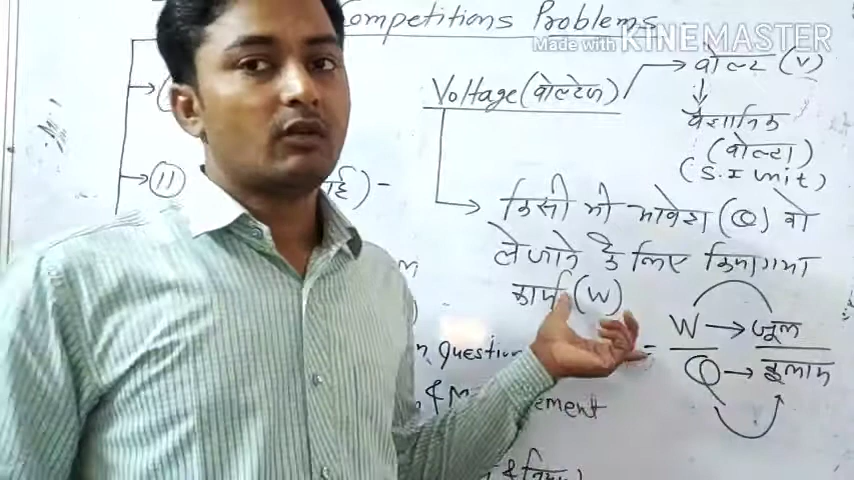 Competitions Problems
Made with KINEMASTER
Voltage (वोल्टेज) → वोल्ट (V)
वैज्ञानिक
(वोल्टा)
(S.I unit)
11
किसी भी आवेश (Q) को
ले जाने के लिए किया गया
कार्य (W)
= W → जूल
Q → कूलाम
Question
& M ement
&